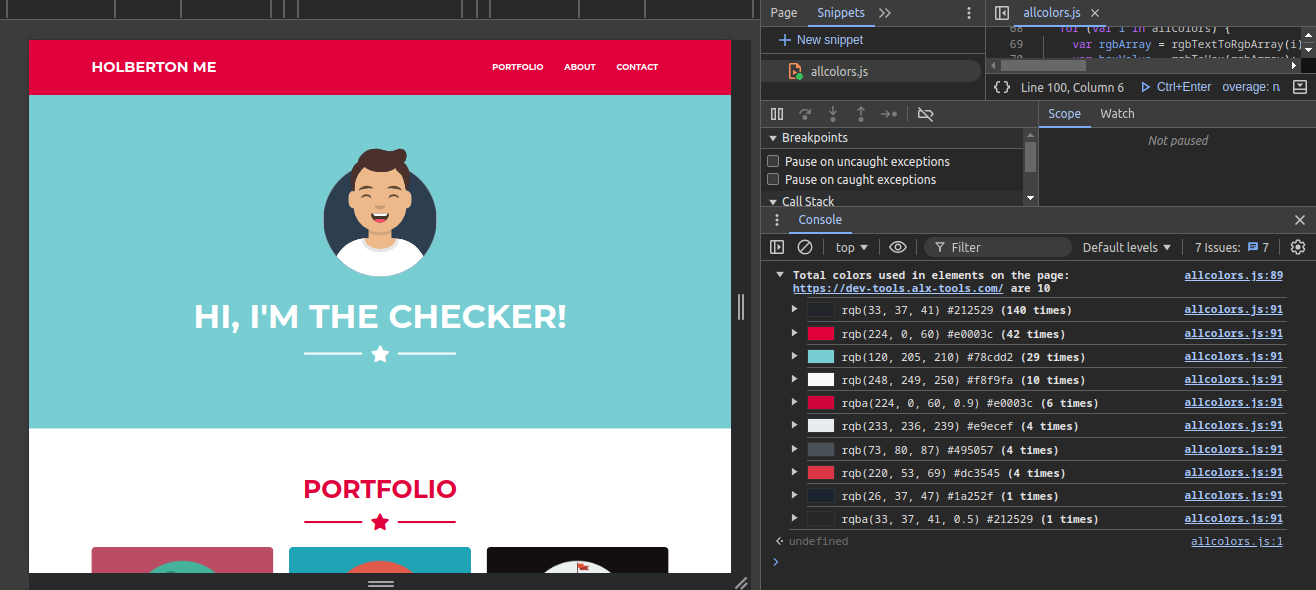 HOLBERTON ME
PORTFOLIO ABOUT CONTACT
HI, I'M THE CHECKER!
PORTFOLIO
Page Snippets
+ New snippet
allcolors.js
allcolors.js
68 for (var i in allColors) {
69 var rgbArray = rgbTextToRgbArray(i)
{ } Line 100, Column 6 Ctrl+Enter overage: n
Breakpoints
Pause on uncaught exceptions
Pause on caught exceptions
Call Stack
Scope Watch
Not paused
Console
top Filter Default levels 7 Issues: 7
Total colors used in elements on the page: allcolors.js:89
https://dev-tools.alx-tools.com/ are 10
rgb(33, 37, 41) #212529 (140 times) allcolors.js:91
rgb(224, 0, 60) #e0003c (42 times) allcolors.js:91
rgb(120, 205, 210) #78cdd2 (29 times) allcolors.js:91
rgb(248, 249, 250) #f8f9fa (10 times) allcolors.js:91
rgba(224, 0, 60, 0.9) #e0003c (6 times) allcolors.js:91
rgb(233, 236, 239) #e9ecef (4 times) allcolors.js:91
rgb(73, 80, 87) #495057 (4 times) allcolors.js:91
rgb(220, 53, 69) #dc3545 (4 times) allcolors.js:91
rgb(26, 37, 47) #1a252f (1 times) allcolors.js:91
rgba(33, 37, 41, 0.5) #212529 (1 times) allcolors.js:91
undefined allcolors.js:1